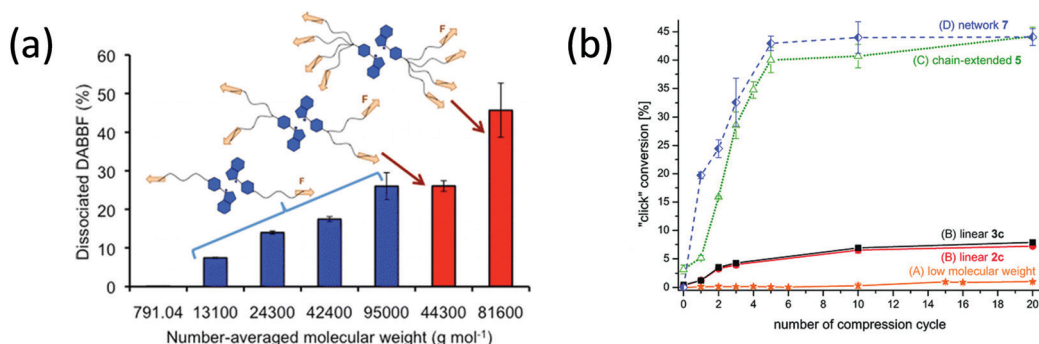 (a)
Dissociated DABBF (%)
60
50
40
30
20
10
0
F
F
F
791.04 13100 24300 42400 95000 44300 81600
Number-averaged molecular weight (g mol-1)
(b)
"click" conversion [%]
45
40
35
30
25
20
15
10
5
0
(D) network 7
(C) chain-extended 5
(B) linear 3c
(B) linear 2c
(A) low molecular weight
0 2 4 6 8 10 12 14 16 18 20
number of compression cycle